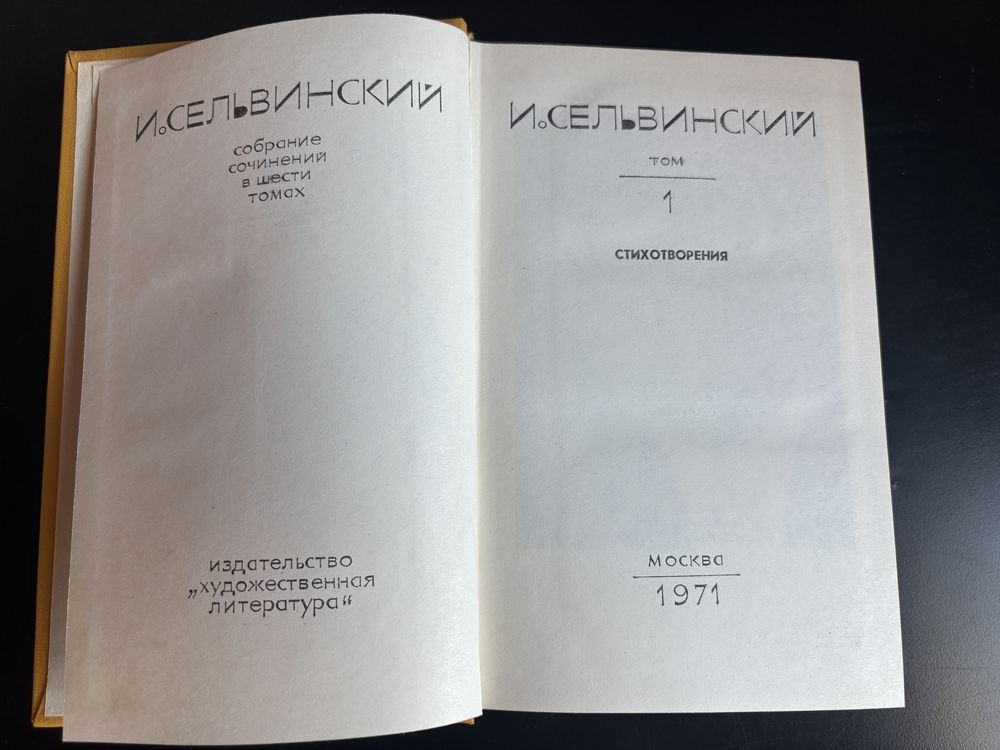 И.СЕЛЬВИНСКИЙ
собрание
сочинений
в шести
томах
издательство
„художественная
литература“
И.СЕЛЬВИНСКИЙ
том
1
СТИХОТВОРЕНИЯ
москва
1971